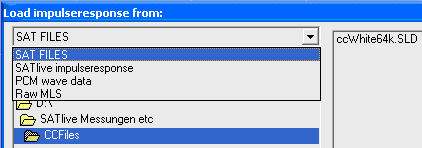 Load impulseresponse from:
SAT FILES
ccWhite64k.SLD
SAT FILES
SATlive impulseresponse
PCM wave data
Raw MLS
D:\
SATlive Messungen etc
CCFiles